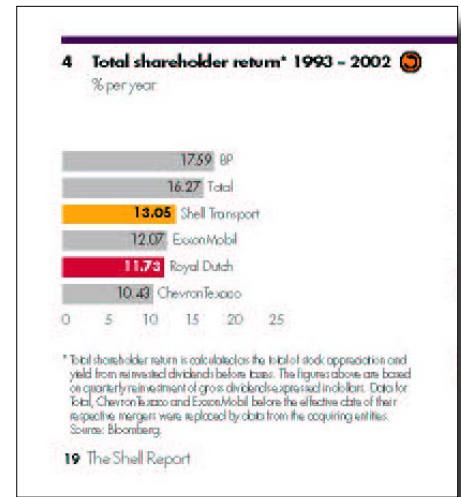 4 Total shareholder return* 1993 – 2002
% per year
17.59 BP
16.27 Total
13.05 Shell Transport
12.07 ExxonMobil
11.73 Royal Dutch
10.43 ChevronTexaco
0 5 10 15 20 25
* Total shareholder return is calculated as the total of stock appreciation and
yield from reinvested dividends before taxes. The figures above are based
on quarterly reinvestment of gross dividends expressed in dollars. Data for
Total, ChevronTexaco and ExxonMobil before the effective date of their
respective mergers were replaced by data from the acquiring entities.
Source: Bloomberg.
19 The Shell Report